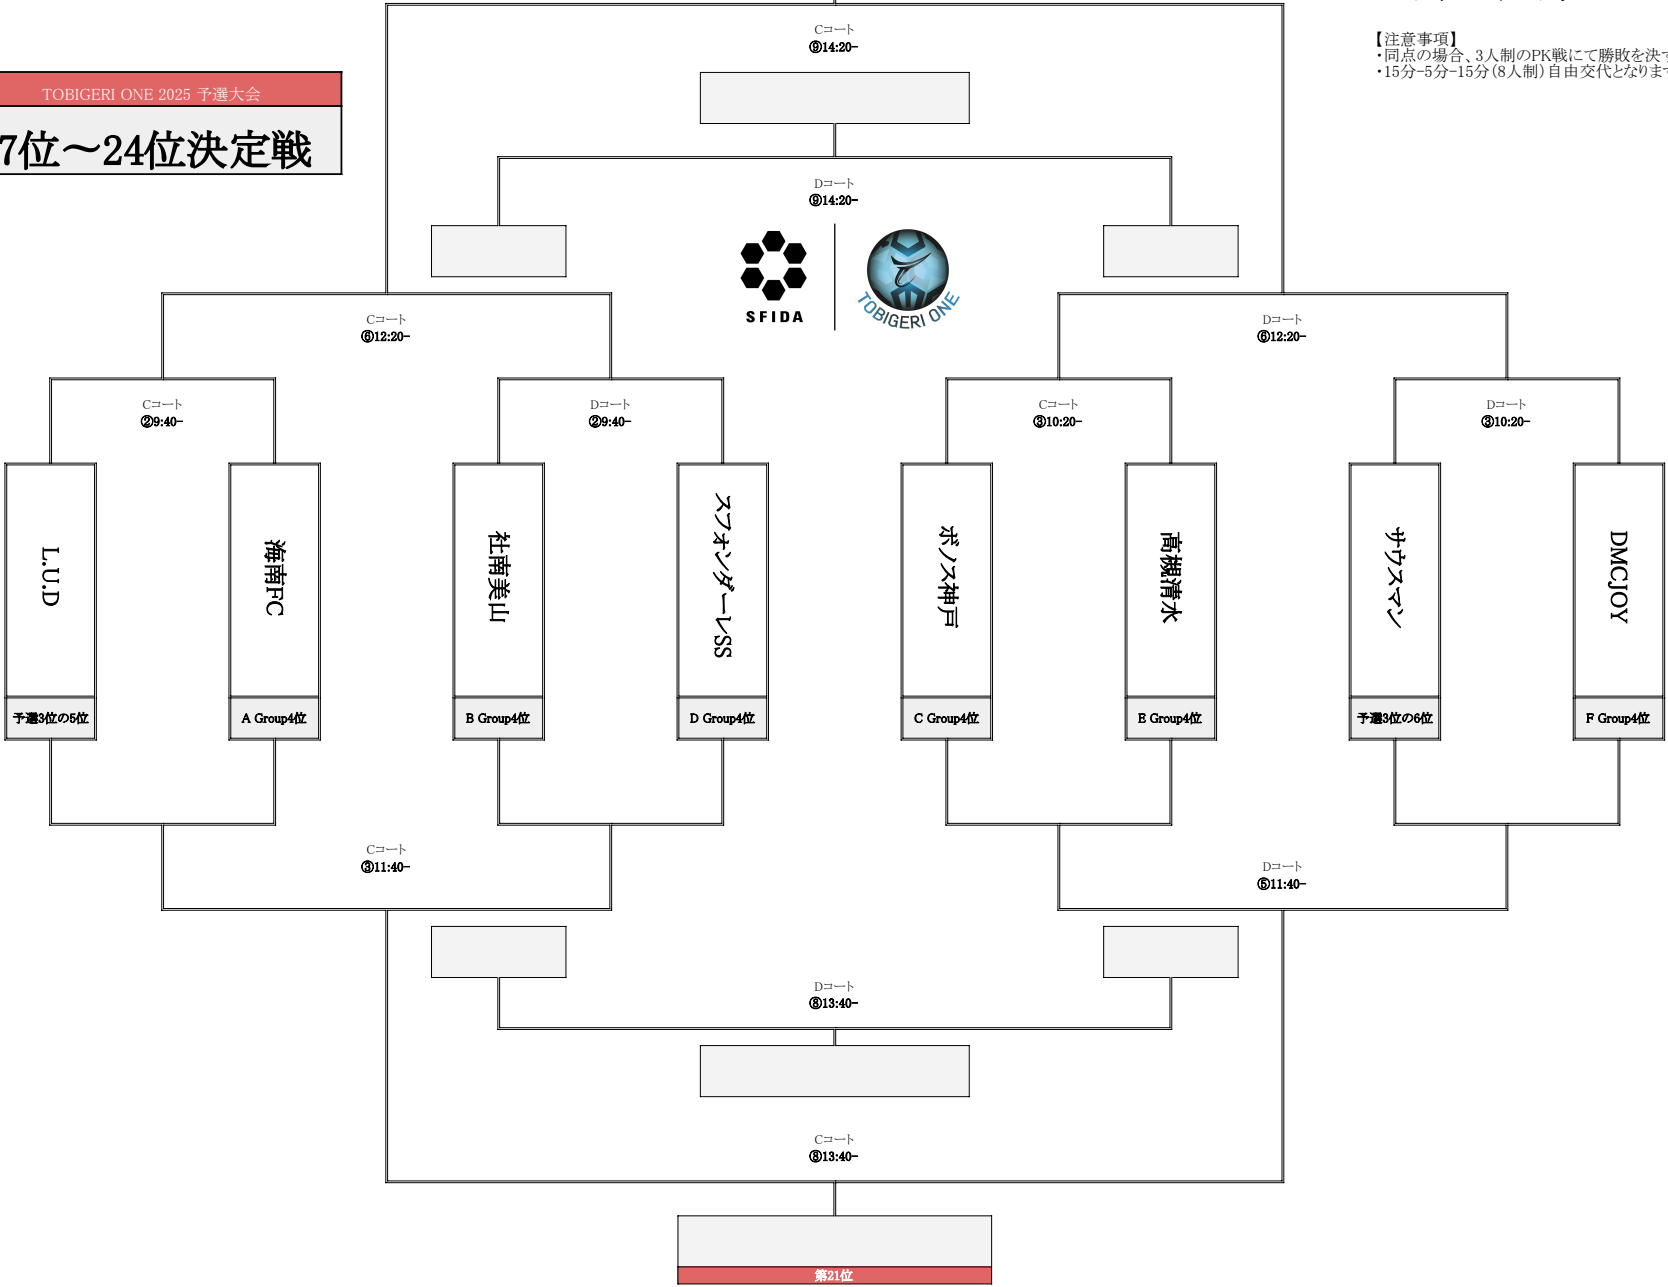 Cコート
⑨14:20-
【注意事項】
・同点の場合、3人制のPK戦にて勝敗を決
・15分-5分-15分(8人制)自由交代となりま
TOBIGERI ONE 2025 予選大会
7位～24位決定戦
Dコート
⑨14:20-
SFIDA
TOBIGERI ONE
Cコート
⑥12:20-
Dコート
⑥12:20-
Cコート
②9:40-
Dコート
②9:40-
Cコート
③10:20-
Dコート
③10:20-
L.U.D
海南FC
社南美山
スフォンダーレSS
ボノス神戸
高槻清水
サウスマン
DMCJOY
予選3位の5位
A Group4位
B Group4位
D Group4位
C Group4位
E Group4位
予選3位の6位
F Group4位
Cコート
③11:40-
Dコート
⑤11:40-
Dコート
⑧13:40-
Cコート
⑧13:40-
第21位